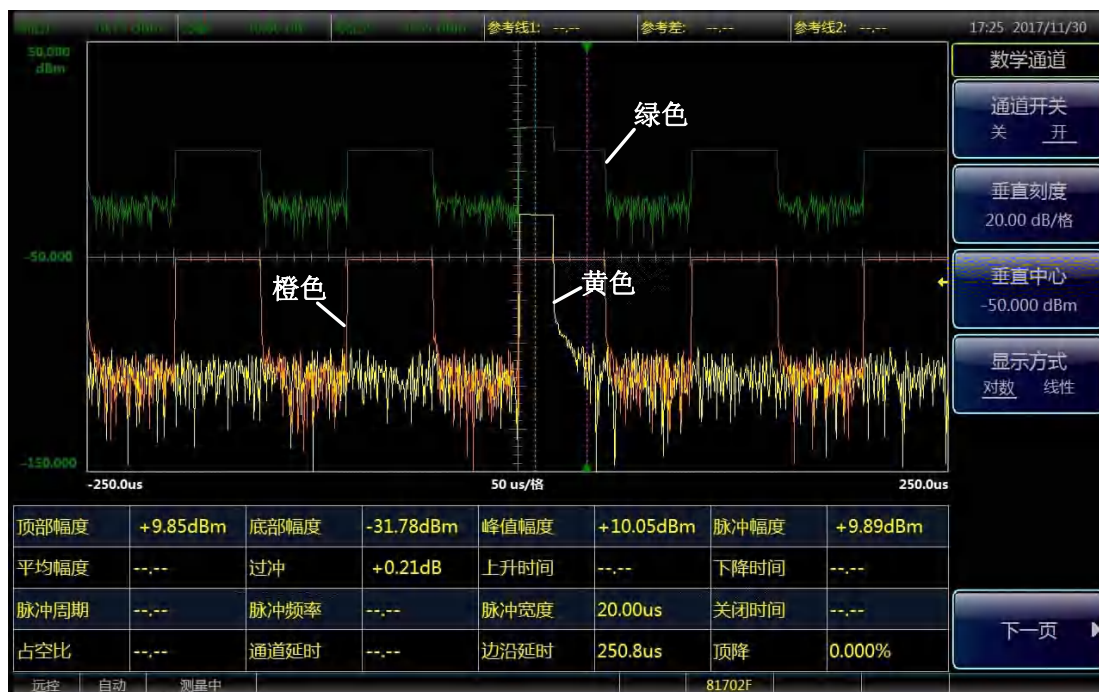 参考线1: --.--
参考差: --.--
参考线2: --.--
17:25 2017/11/30
50.000
dBm
数学通道
通道开关
关 开
绿色
垂直刻度
20.00 dB/格
-50.000
橙色
黄色
垂直中心
-50.000 dBm
显示方式
对数 线性
-150.000
-250.0us
50 us/格
250.0us
顶部幅度 +9.85dBm 底部幅度 -31.78dBm 峰值幅度 +10.05dBm 脉冲幅度 +9.89dBm
平均幅度 --.-- 过冲 +0.21dB 上升时间 --.-- 下降时间 --.--
脉冲周期 --.-- 脉冲频率 --.-- 脉冲宽度 20.00us 关闭时间 --.--
占空比 --.-- 通道延时 --.-- 边沿延时 250.8us 顶降 0.000%
下一页
远控 自动 测量中 81702F